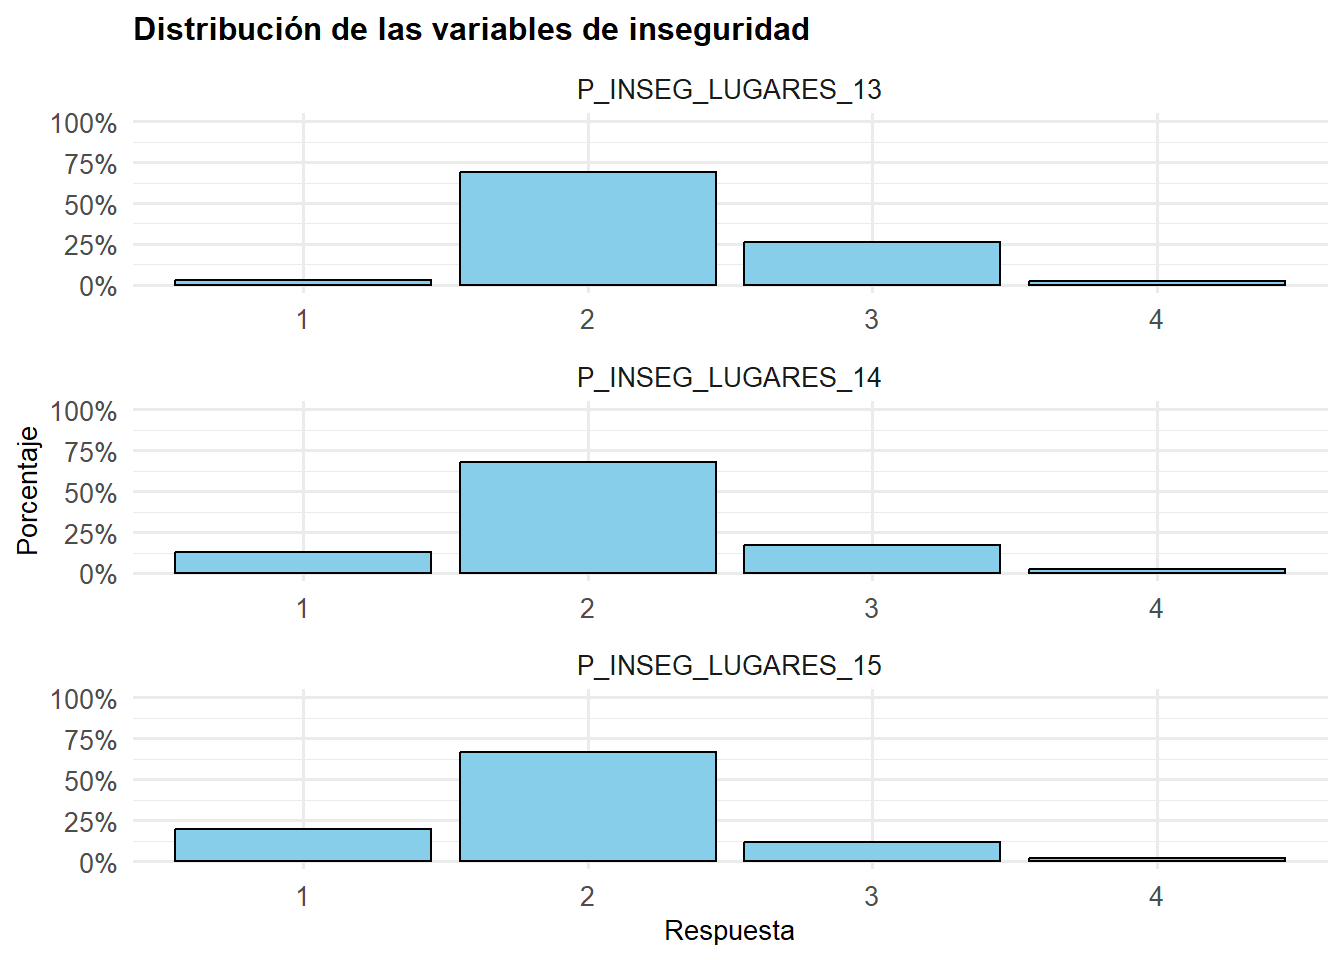 Distribución de las variables de inseguridad
P_INSEG_LUGARES_13
100%
75%
50%
25%
0%
1 2 3 4
P_INSEG_LUGARES_14
100%
75%
50%
25%
0%
1 2 3 4
Porcentaje
P_INSEG_LUGARES_15
100%
75%
50%
25%
0%
1 2 3 4
Respuesta